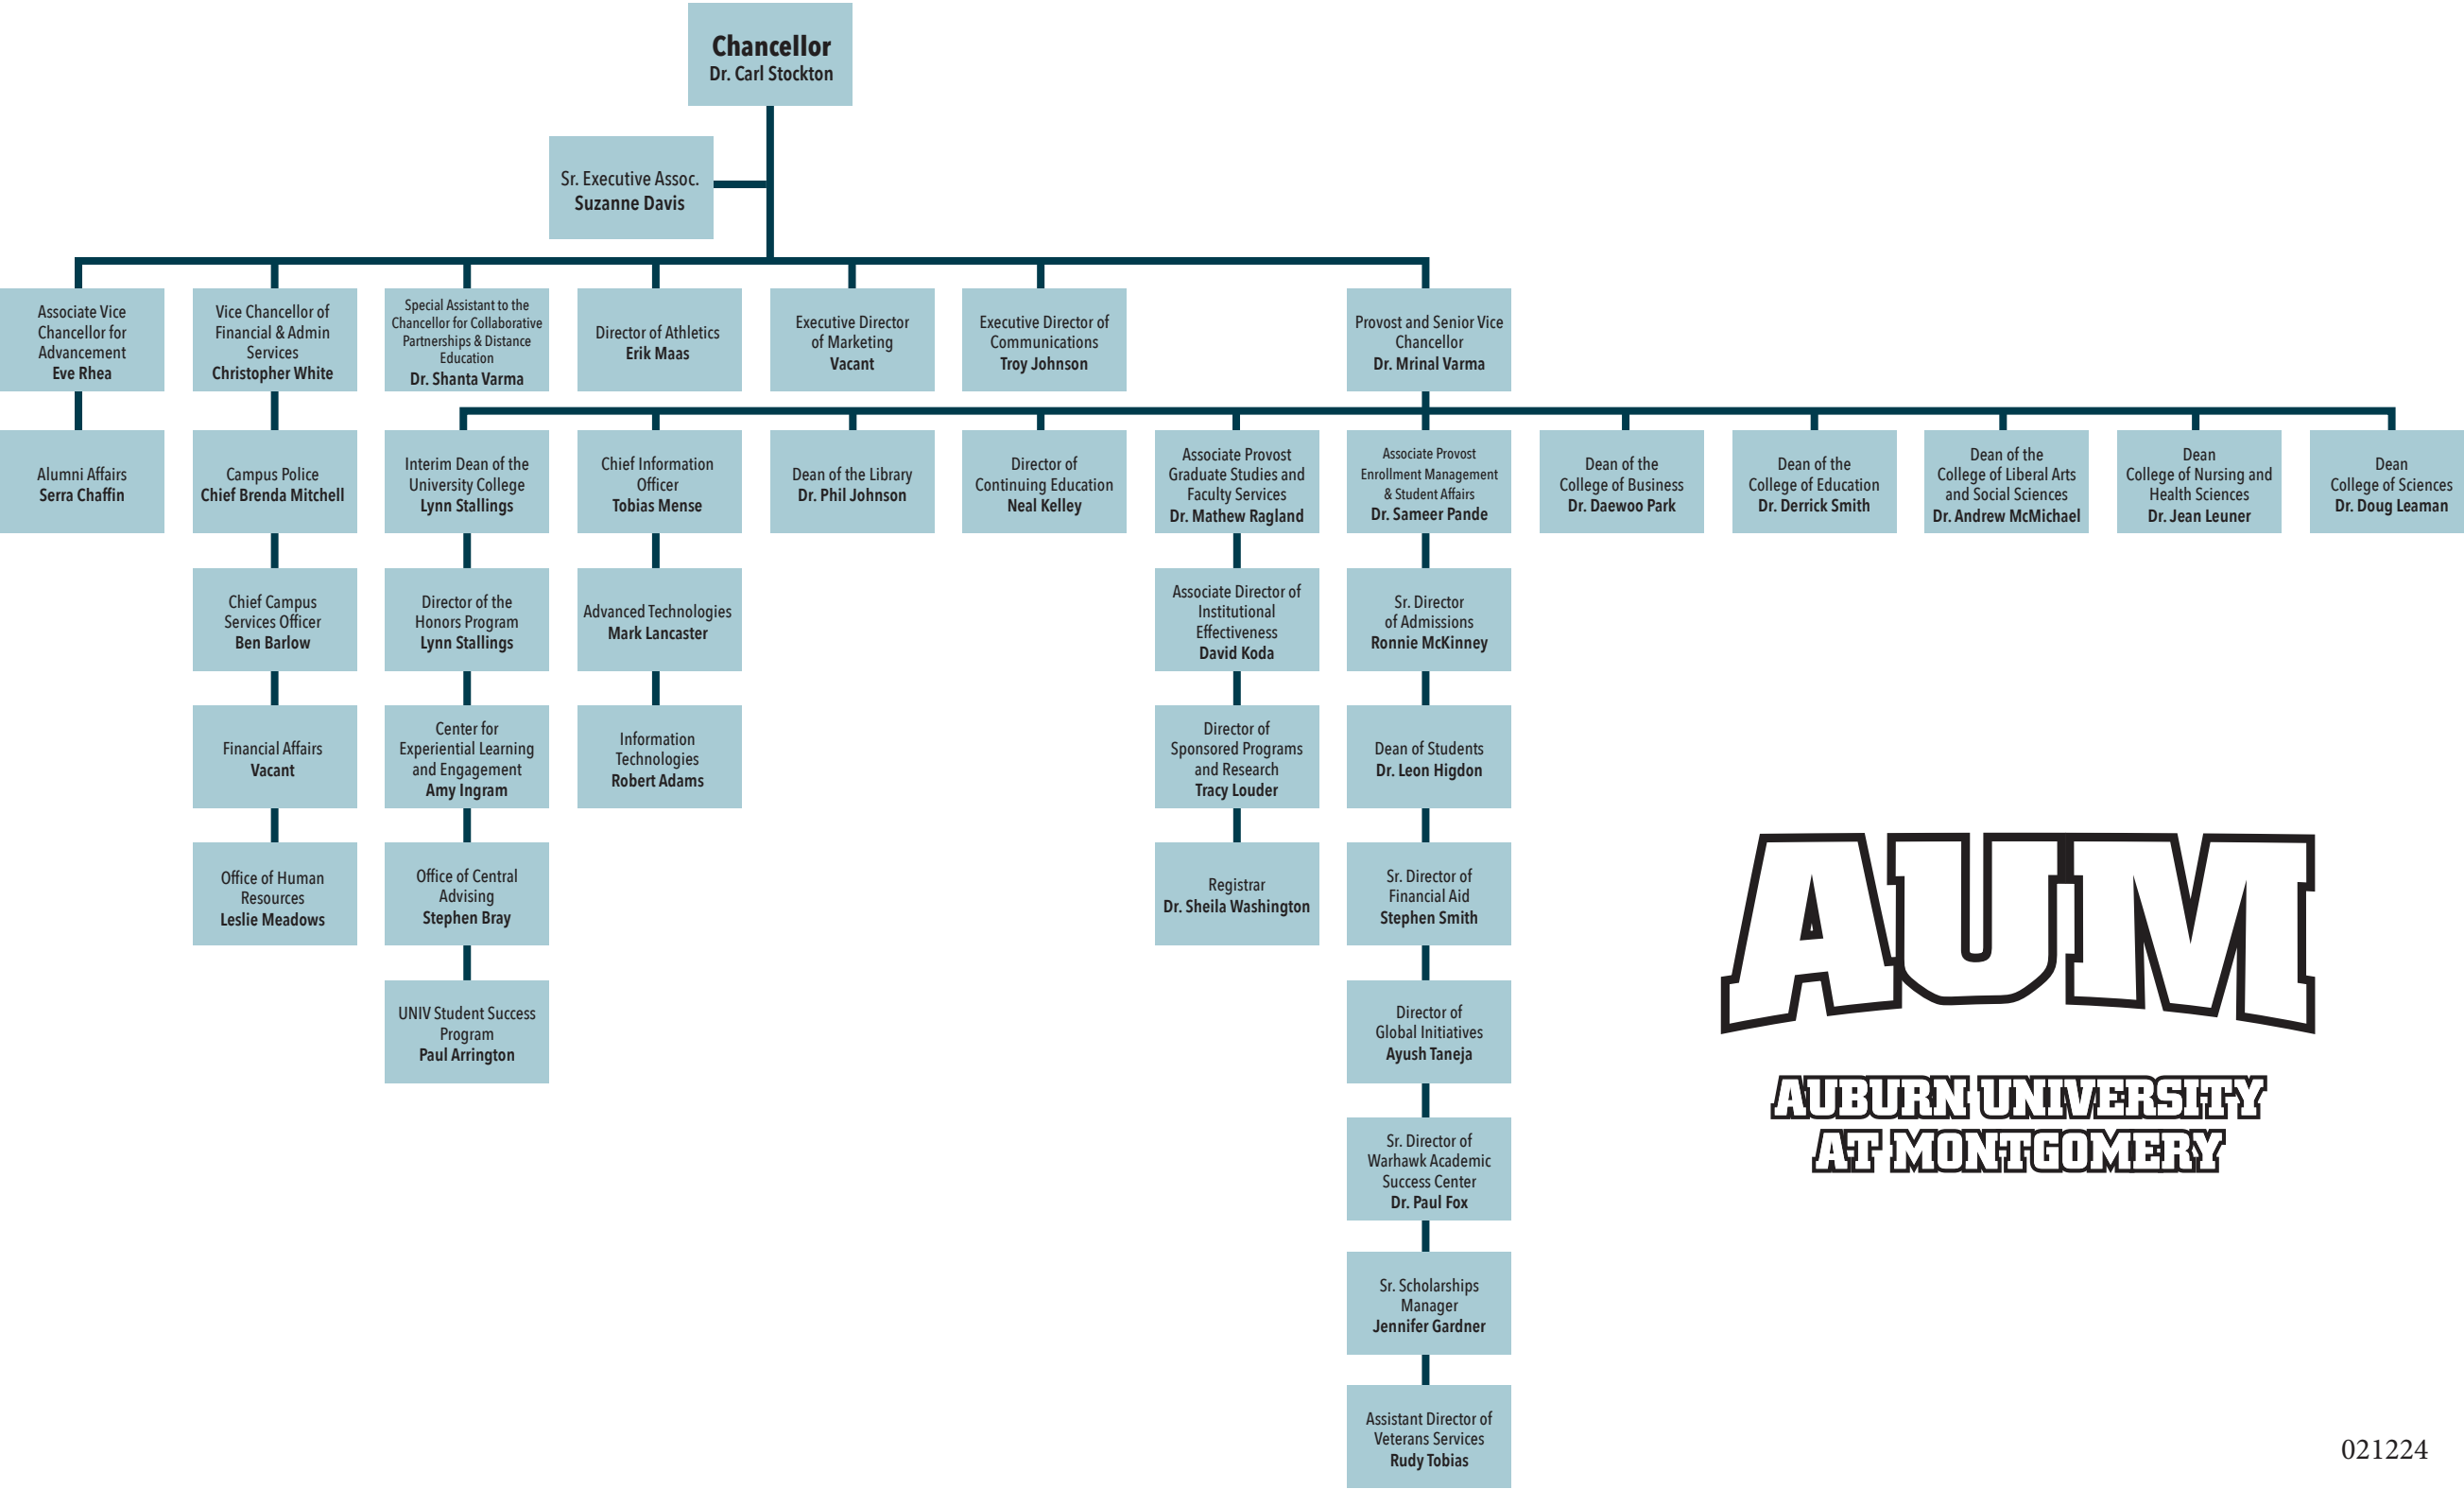 Chancellor
Dr. Carl Stockton
Sr. Executive Assoc.
Suzanne Davis
Associate Vice
Chancellor for
Advancement
Eve Rhea
Vice Chancellor of
Financial & Admin
Services
Christopher White
Special Assistant to the
Chancellor for Collaborative
Partnerships & Distance
Education
Dr. Shanta Varma
Director of Athletics
Erik Maas
Executive Director
of Marketing
Vacant
Executive Director of
Communications
Troy Johnson
Provost and Senior Vice
Chancellor
Dr. Mrinal Varma
Alumni Affairs
Serra Chaffin
Campus Police
Chief Brenda Mitchell
Interim Dean of the
University College
Lynn Stallings
Chief Information
Officer
Tobias Mense
Dean of the Library
Dr. Phil Johnson
Director of
Continuing Education
Neal Kelley
Associate Provost
Graduate Studies and
Faculty Services
Dr. Mathew Ragland
Associate Provost
Enrollment Management
& Student Affairs
Dr. Sameer Pande
Dean of the
College of Business
Dr. Daewoo Park
Dean of the
College of Education
Dr. Derrick Smith
Dean of the
College of Liberal Arts
and Social Sciences
Dr. Andrew McMichael
Dean
College of Nursing and
Health Sciences
Dr. Jean Leuner
Dean
College of Sciences
Dr. Doug Leaman
Chief Campus
Services Officer
Ben Barlow
Director of the
Honors Program
Lynn Stallings
Advanced Technologies
Mark Lancaster
Associate Director of
Institutional
Effectiveness
David Koda
Sr. Director
of Admissions
Ronnie McKinney
Financial Affairs
Vacant
Center for
Experiential Learning
and Engagement
Amy Ingram
Information
Technologies
Robert Adams
Director of
Sponsored Programs
and Research
Tracy Louder
Dean of Students
Dr. Leon Higdon
Office of Human
Resources
Leslie Meadows
Office of Central
Advising
Stephen Bray
Registrar
Dr. Sheila Washington
Sr. Director of
Financial Aid
Stephen Smith
UNIV Student Success
Program
Paul Arrington
Director of
Global Initiatives
Ayush Taneja
Sr. Director of
Warhawk Academic
Success Center
Dr. Paul Fox
Sr. Scholarships
Manager
Jennifer Gardner
Assistant Director of
Veterans Services
Rudy Tobias
AUM
AUBURN UNIVERSITY
AT MONTGOMERY
021224